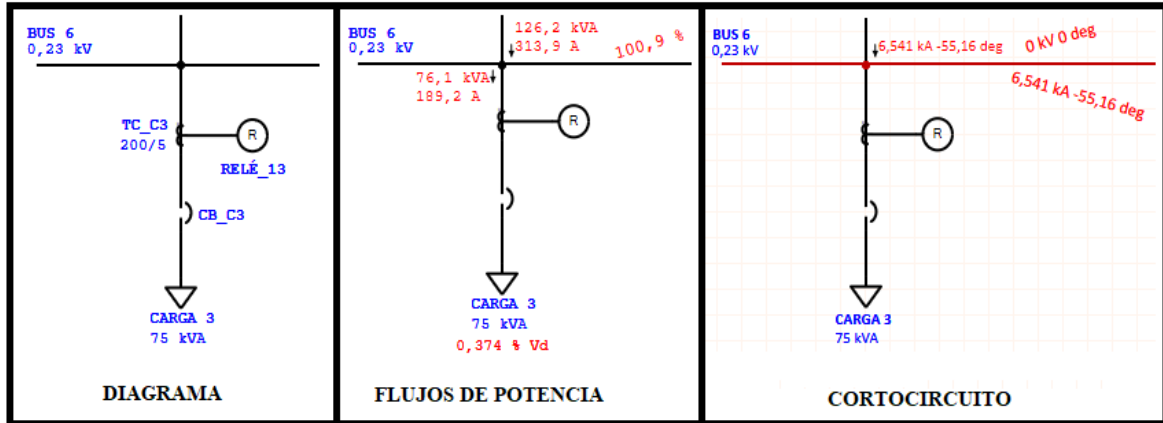 BUS 6
0,23 kV
TC_C3
200/5
R
RELÉ_13
CB_C3
CARGA 3
75 kVA
DIAGRAMA
BUS 6
0,23 kV
126,2 kVA
313,9 A
100,9 %
76,1 kVA
189,2 A
R
CARGA 3
75 kVA
0,374 % Vd
FLUJOS DE POTENCIA
BUS 6
0,23 kV
6,541 kA -55,16 deg
0 kV 0 deg
6,541 kA -55,16 deg
R
CARGA 3
75 kVA
CORTOCIRCUITO